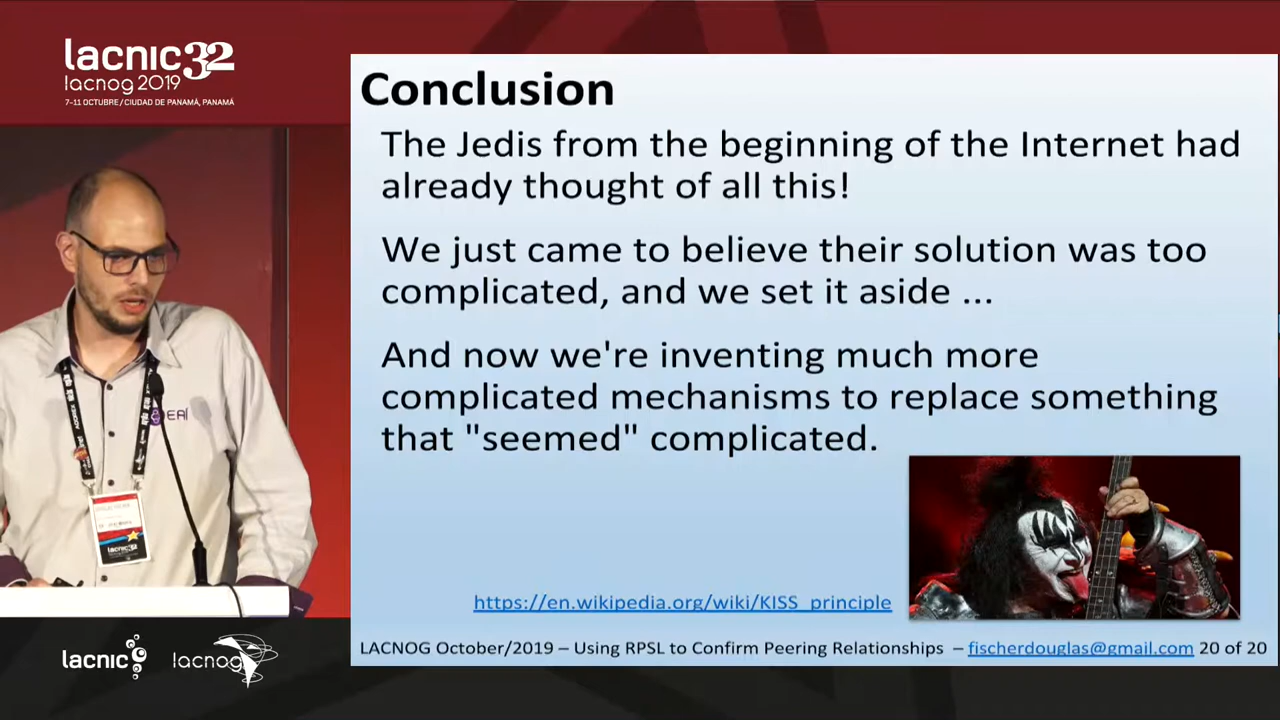 lacnic32
lacnog 2019
7-11 OCTUBRE / CIUDAD DE PANAMÁ, PANAMÁ
Conclusion
The Jedis from the beginning of the Internet had
already thought of all this!
We just came to believe their solution was too
complicated, and we set it aside ...
And now we're inventing much more
complicated mechanisms to replace something
that "seemed" complicated.
https://en.wikipedia.org/wiki/KISS_principle
LACNOG October/2019 – Using RPSL to Confirm Peering Relationships – fischerdouglas@gmail.com 20 of 20
lacnic32
lacnic
lacnog